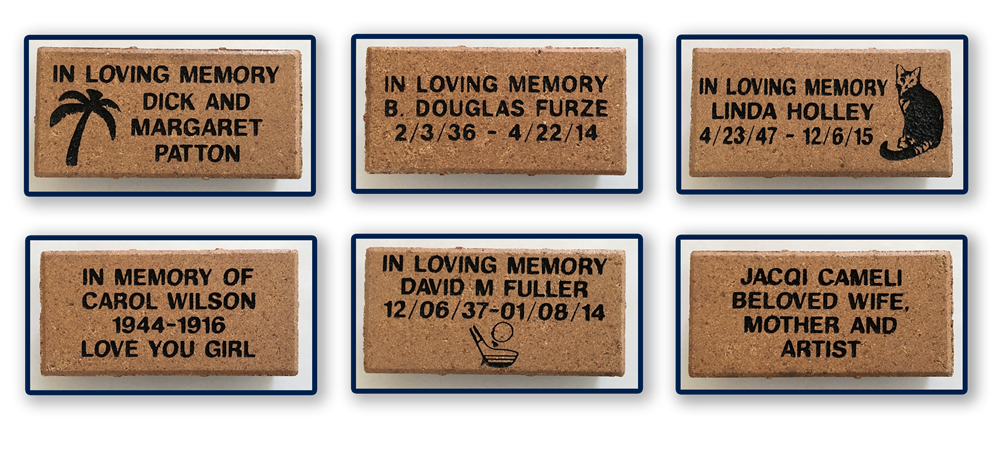 IN LOVING MEMORY
DICK AND
MARGARET
PATTON
IN LOVING MEMORY
B. DOUGLAS FURZE
2/3/36 - 4/22/14
IN LOVING MEMORY
LINDA HOLLEY
4/23/47 - 12/6/15
IN MEMORY OF
CAROL WILSON
1944-1916
LOVE YOU GIRL
IN LOVING MEMORY
DAVID M FULLER
12/06/37-01/08/14
JACQI CAMELI
BELOVED WIFE,
MOTHER AND
ARTIST